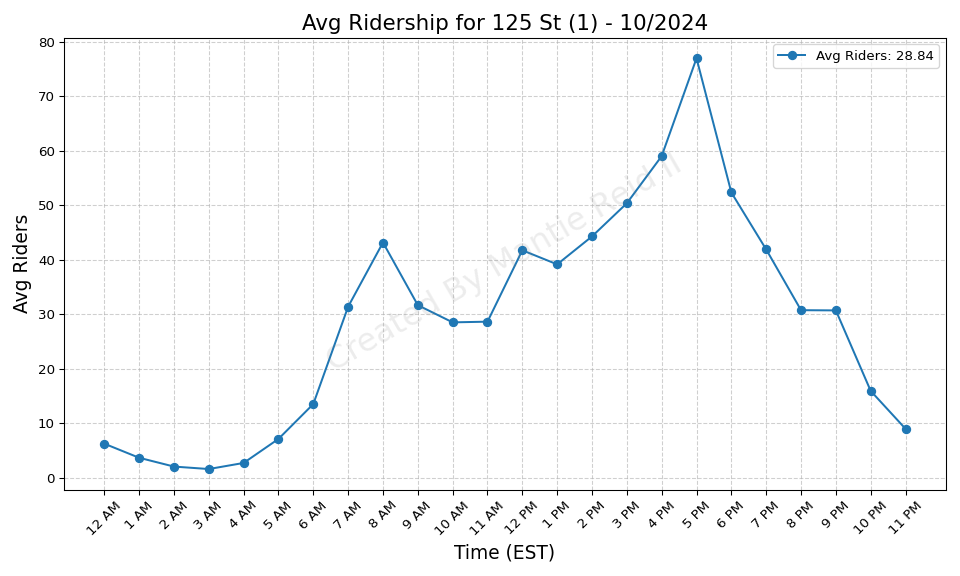 Avg Ridership for 125 St (1) - 10/2024
Avg Riders: 28.84
80
70
60
50
40
30
20
10
0
Avg Riders
Created By Mantie Reid II
12 AM
1 AM
2 AM
3 AM
4 AM
5 AM
6 AM
7 AM
8 AM
9 AM
10 AM
11 AM
12 PM
1 PM
2 PM
3 PM
4 PM
5 PM
6 PM
7 PM
8 PM
9 PM
10 PM
11 PM
Time (EST)